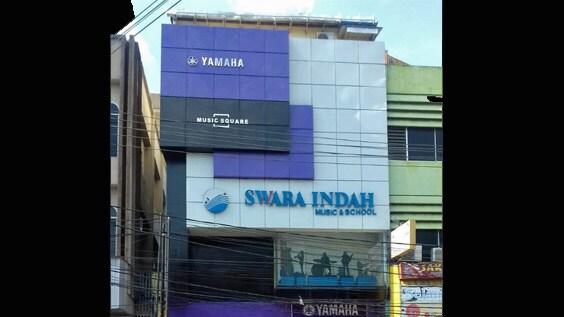 YAMAHA
MUSIC SQUARE
SWARA INDAH
MUSIC & SCHOOL
YAMAHA